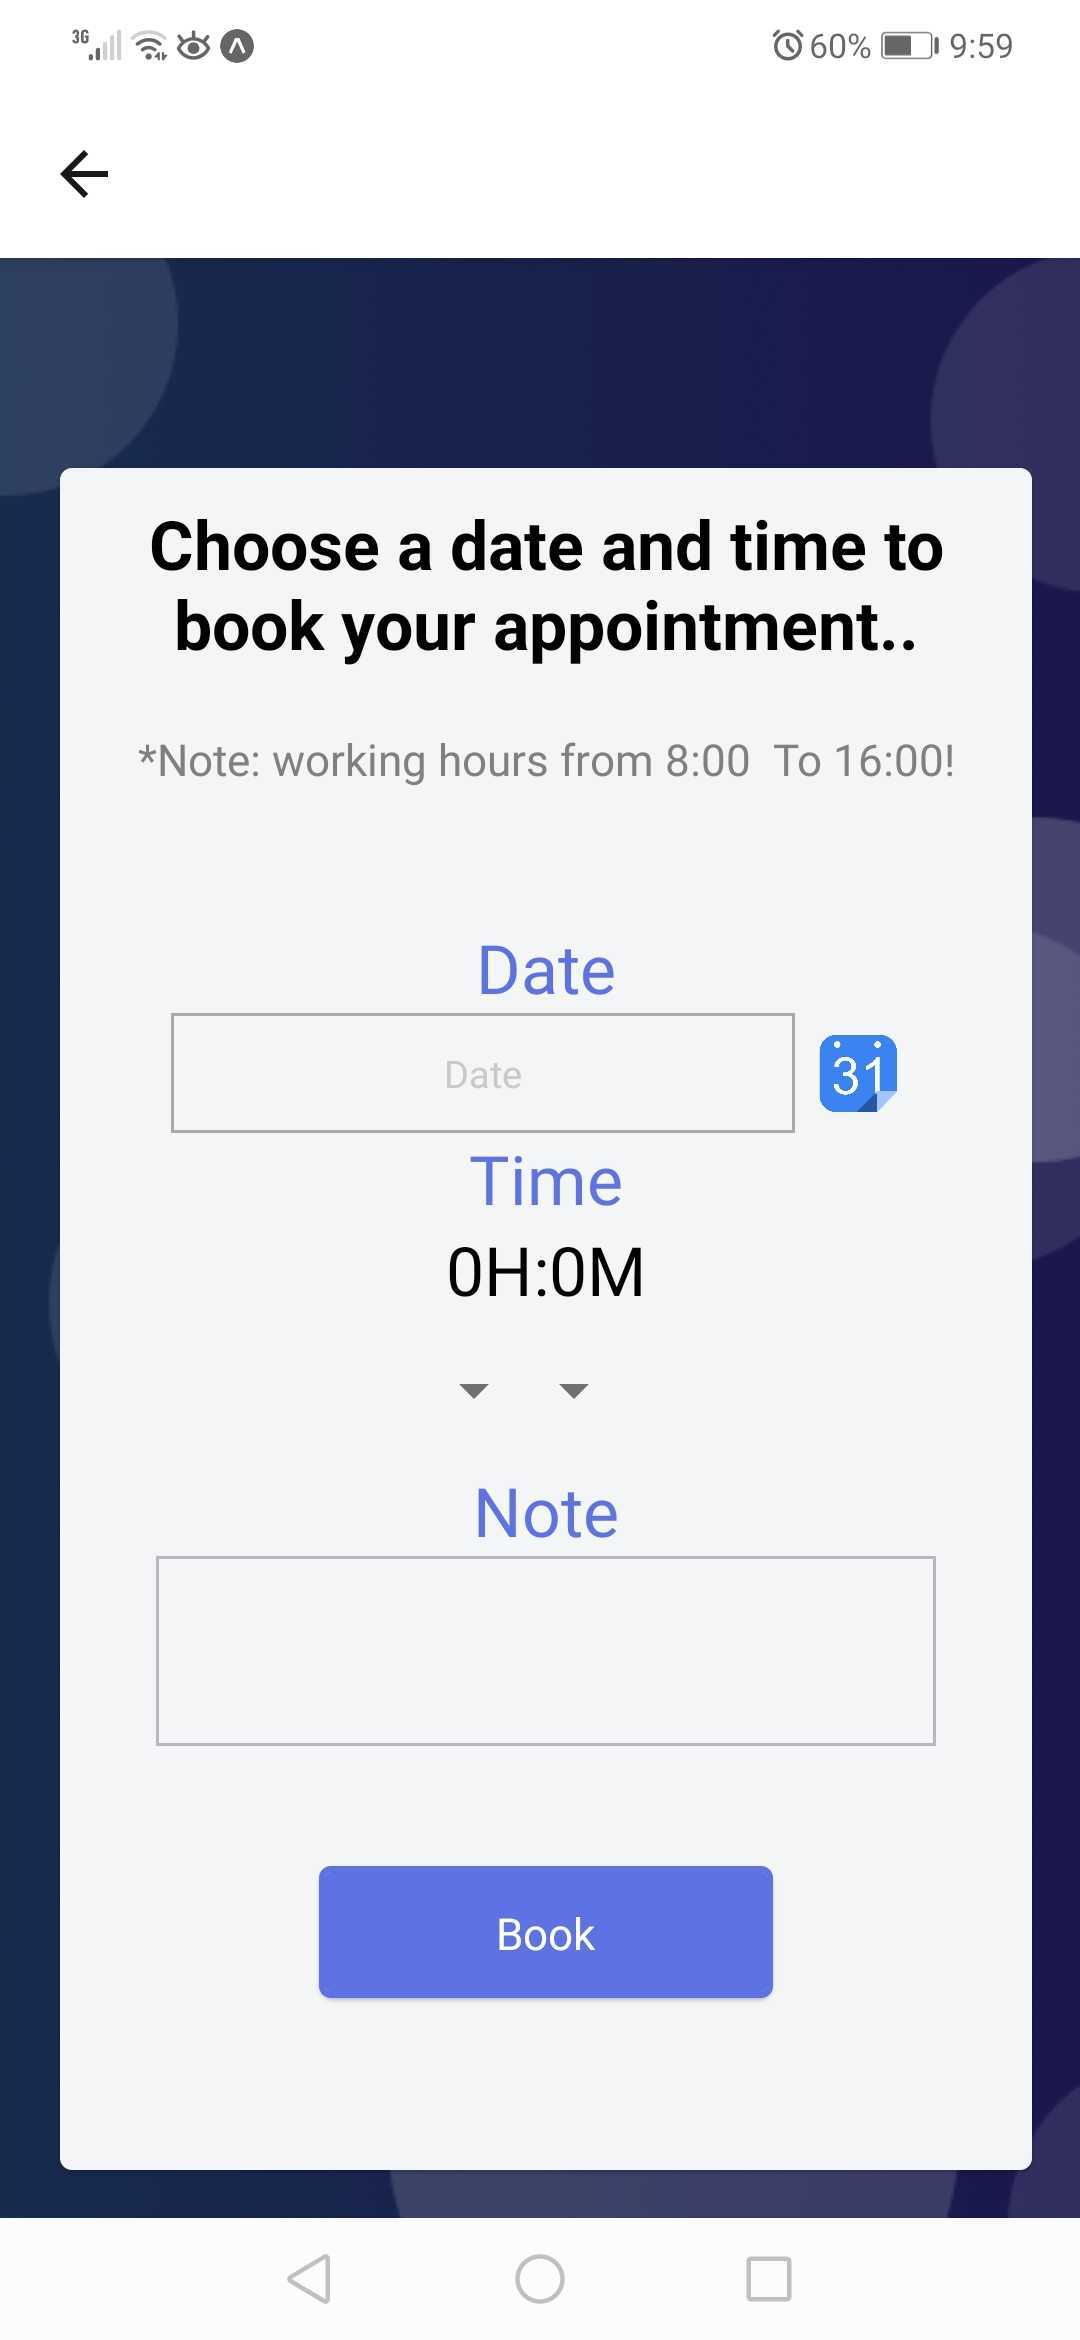 3G 60% 9:59
Choose a date and time to
book your appointment..
*Note: working hours from 8:00  To 16:00!
Date
Date
31
Time
0H:0M
Note
Book